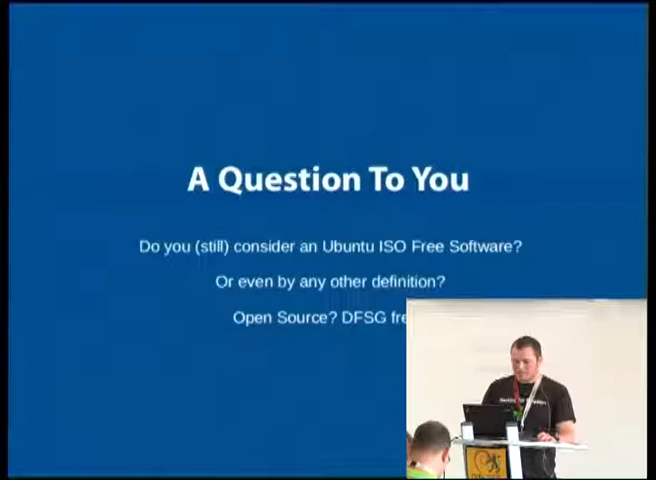 A Question To You
Do you (still) consider an Ubuntu ISO Free Software?
Or even by any other definition?
Open Source? DFSG fre